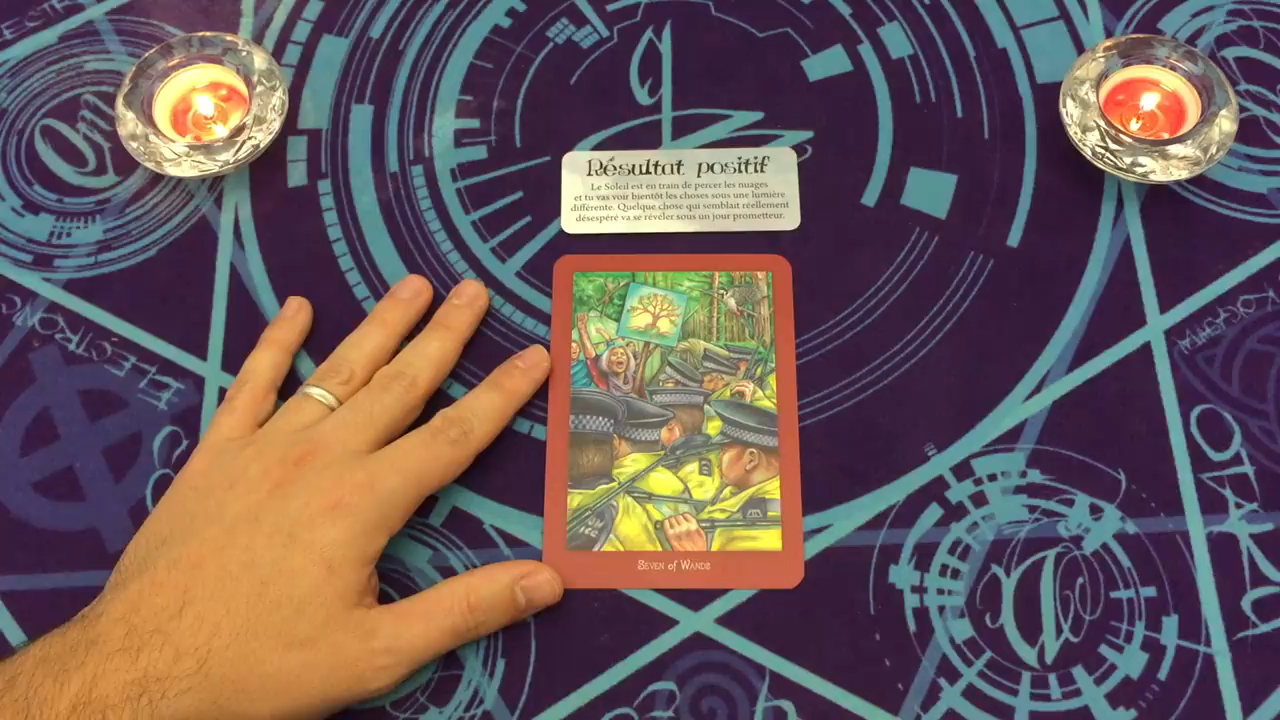 Résultat positif
Le Soleil est en train de percer les nuages
et tu vas voir bientôt les choses sous une lumière
différente. Quelque chose qui semblait réellement
désespéré va se révéler sous un jour prometteur.
Seven of Wands
ELECTRONIC